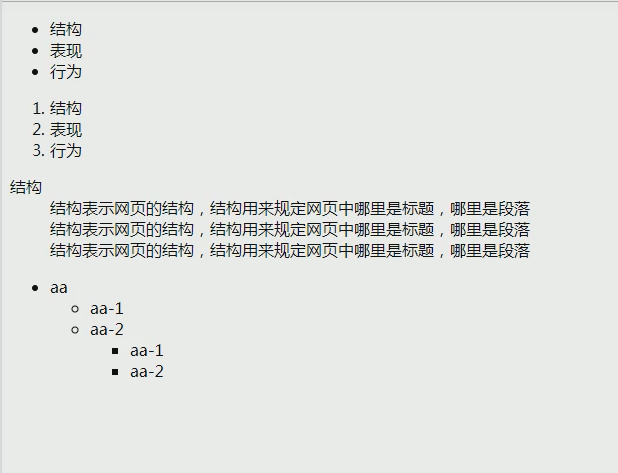 • 结构
• 表现
• 行为
1. 结构
2. 表现
3. 行为
结构
结构表示网页的结构，结构用来规定网页中哪里是标题，哪里是段落
结构表示网页的结构，结构用来规定网页中哪里是标题，哪里是段落
结构表示网页的结构，结构用来规定网页中哪里是标题，哪里是段落
• aa
○ aa-1
○ aa-2
▪ aa-1
▪ aa-2